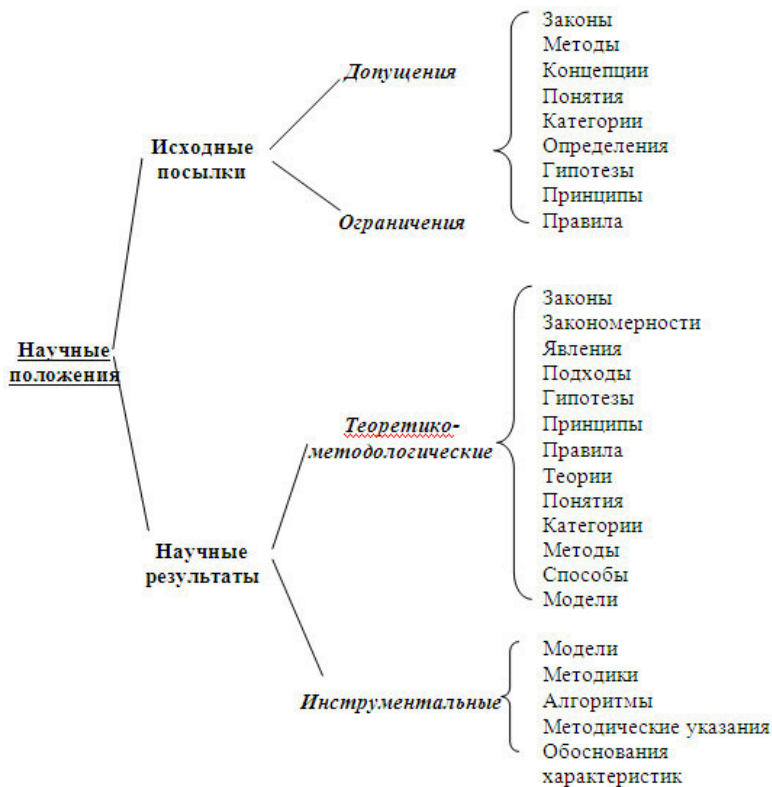 Научные
положения
Исходные
посылки
Допущения
Ограничения
Законы
Методы
Концепции
Понятия
Категории
Определения
Гипотезы
Принципы
Правила
Научные
результаты
Теоретико-
методологические
Законы
Закономерности
Явления
Подходы
Гипотезы
Принципы
Правила
Теории
Понятия
Категории
Методы
Способы
Модели
Инструментальные
Модели
Методики
Алгоритмы
Методические указания
Обоснования
характеристик